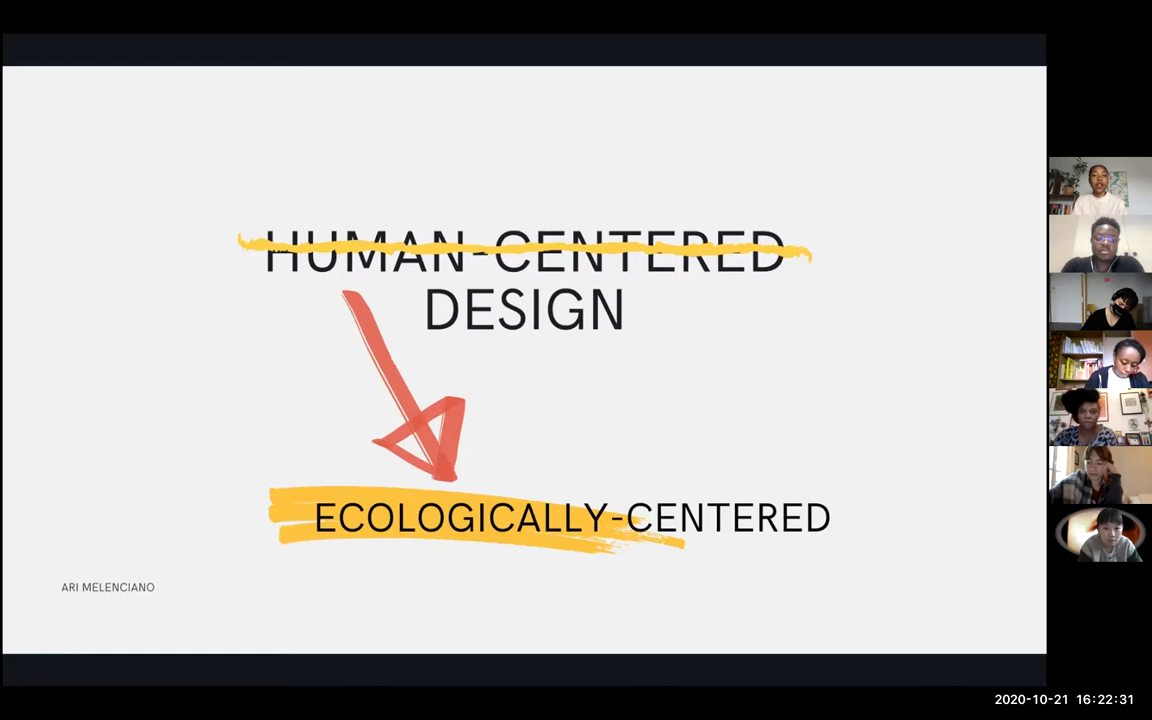 HUMAN-CENTERED
DESIGN
ECOLOGICALLY-CENTERED
ARI MELENCIANO
2020-10-21 16:22:31